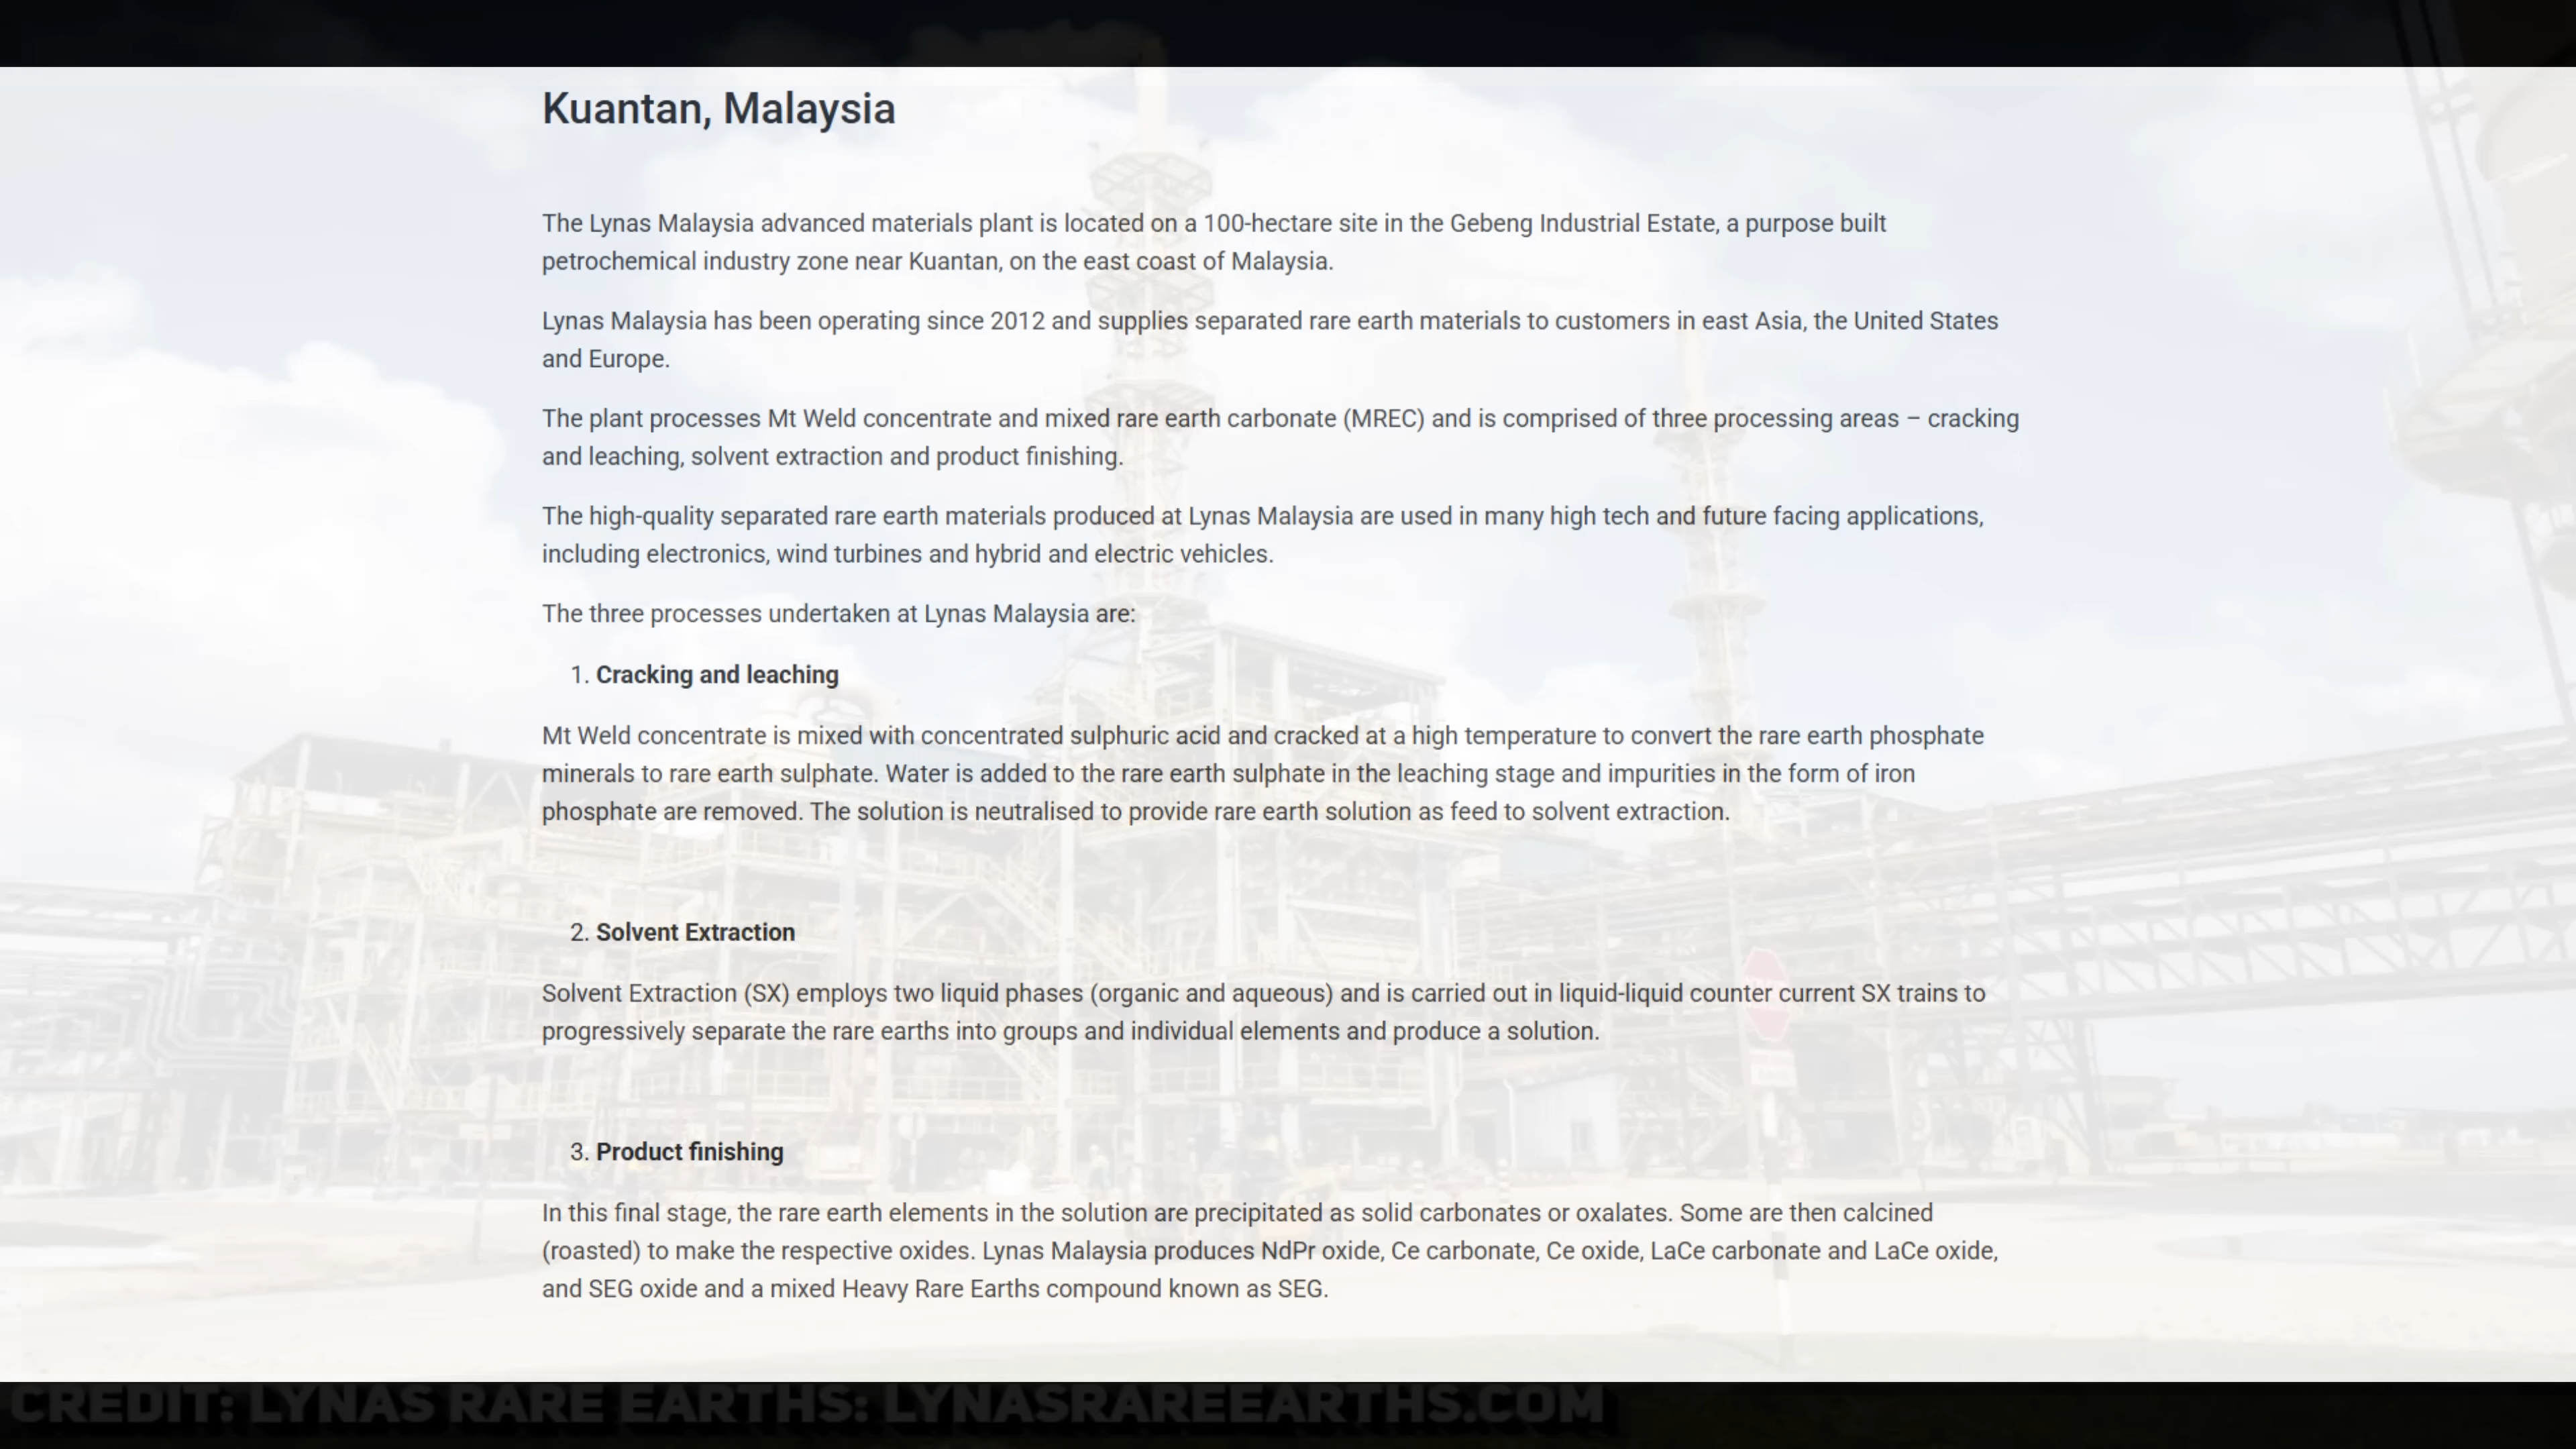 Kuantan, Malaysia
The Lynas Malaysia advanced materials plant is located on a 100-hectare site in the Gebeng Industrial Estate, a purpose built
petrochemical industry zone near Kuantan, on the east coast of Malaysia.
Lynas Malaysia has been operating since 2012 and supplies separated rare earth materials to customers in east Asia, the United States
and Europe.
The plant processes Mt Weld concentrate and mixed rare earth carbonate (MREC) and is comprised of three processing areas – cracking
and leaching, solvent extraction and product finishing.
The high-quality separated rare earth materials produced at Lynas Malaysia are used in many high tech and future facing applications,
including electronics, wind turbines and hybrid and electric vehicles.
The three processes undertaken at Lynas Malaysia are:
1. Cracking and leaching
Mt Weld concentrate is mixed with concentrated sulphuric acid and cracked at a high temperature to convert the rare earth phosphate
minerals to rare earth sulphate. Water is added to the rare earth sulphate in the leaching stage and impurities in the form of iron
phosphate are removed. The solution is neutralised to provide rare earth solution as feed to solvent extraction.
2. Solvent Extraction
Solvent Extraction (SX) employs two liquid phases (organic and aqueous) and is carried out in liquid-liquid counter current SX trains to
progressively separate the rare earths into groups and individual elements and produce a solution.
3. Product finishing
In this final stage, the rare earth elements in the solution are precipitated as solid carbonates or oxalates. Some are then calcined
(roasted) to make the respective oxides. Lynas Malaysia produces NdPr oxide, Ce carbonate, Ce oxide, LaCe carbonate and LaCe oxide,
and SEG oxide and a mixed Heavy Rare Earths compound known as SEG.
CREDIT: LYNAS RARE EARTHS: LYNASRAREEARTHS.COM